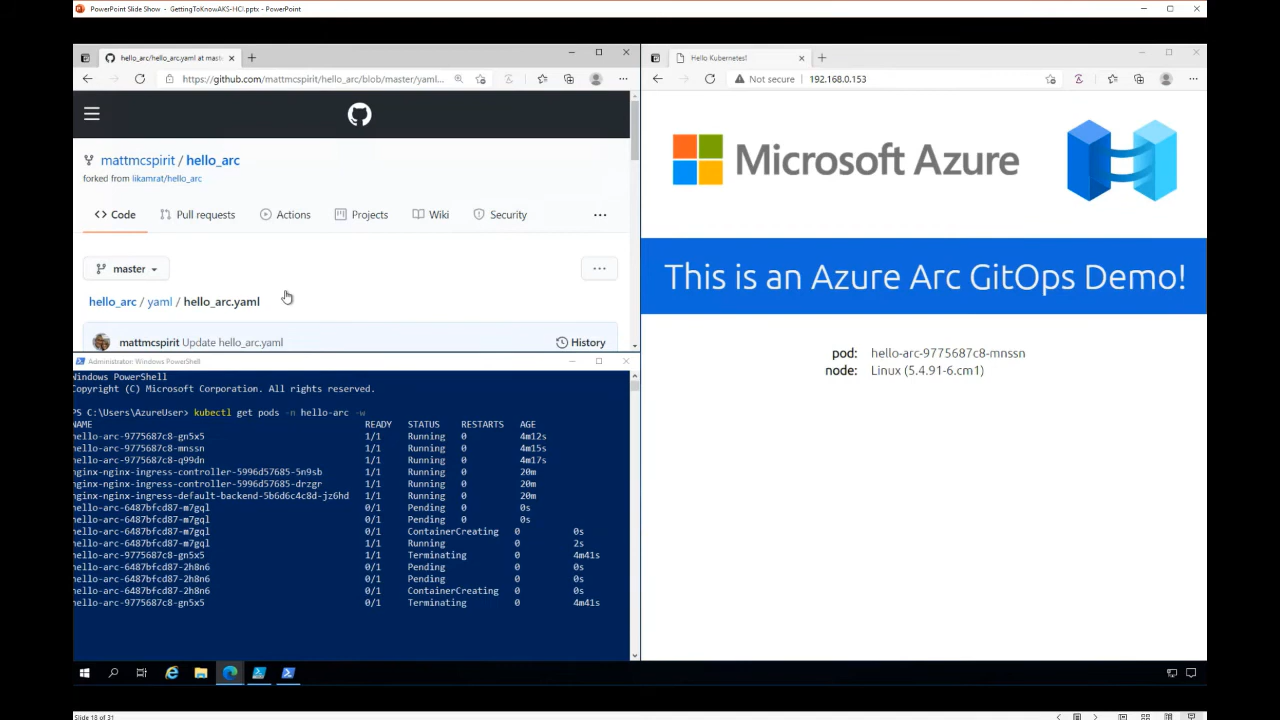 PowerPoint Slide Show - GettingToKnowAKS-HCI.pptx - PowerPoint
hello_arc/hello_arc.yaml at mast
https://github.com/mattmcspirit/hello_arc/blob/master/yaml...
mattmcspirit / hello_arc
forked from likamrat/hello_arc
Code Pull requests Actions Projects Wiki Security ...
master
...
hello_arc / yaml / hello_arc.yaml
mattmcspirit Update hello_arc.yaml History
Administrator: Windows PowerShell
Windows PowerShell
Copyright (C) Microsoft Corporation. All rights reserved.
PS C:\Users\AzureUser> kubectl get pods -n hello-arc -w
NAME READY STATUS RESTARTS AGE
hello-arc-9775687c8-gn5x5 1/1 Running 0 4m12s
hello-arc-9775687c8-mnssn 1/1 Running 0 4m15s
hello-arc-9775687c8-q99dn 1/1 Running 0 4m17s
nginx-nginx-ingress-controller-5996d57685-5n9sb 1/1 Running 0 20m
nginx-nginx-ingress-controller-5996d57685-drzgr 1/1 Running 0 20m
nginx-nginx-ingress-default-backend-5b6d6c4c8d-jz6hd 1/1 Running 0 20m
hello-arc-6487bfcd87-m7gql 0/1 Pending 0 0s
hello-arc-6487bfcd87-m7gql 0/1 Pending 0 0s
hello-arc-6487bfcd87-m7gql 0/1 ContainerCreating 0 0s
hello-arc-6487bfcd87-m7gql 1/1 Running 0 2s
hello-arc-9775687c8-gn5x5 1/1 Terminating 0 4m41s
hello-arc-6487bfcd87-2h8n6 0/1 Pending 0 0s
hello-arc-6487bfcd87-2h8n6 0/1 Pending 0 0s
hello-arc-6487bfcd87-2h8n6 0/1 ContainerCreating 0 0s
hello-arc-9775687c8-gn5x5 0/1 Terminating 0 4m41s
Hello Kubernetes!
Not secure 192.168.0.153
Microsoft Azure
This is an Azure Arc GitOps Demo!
pod: hello-arc-9775687c8-mnssn
node: Linux (5.4.91-6.cm1)
Slide 18 of 31